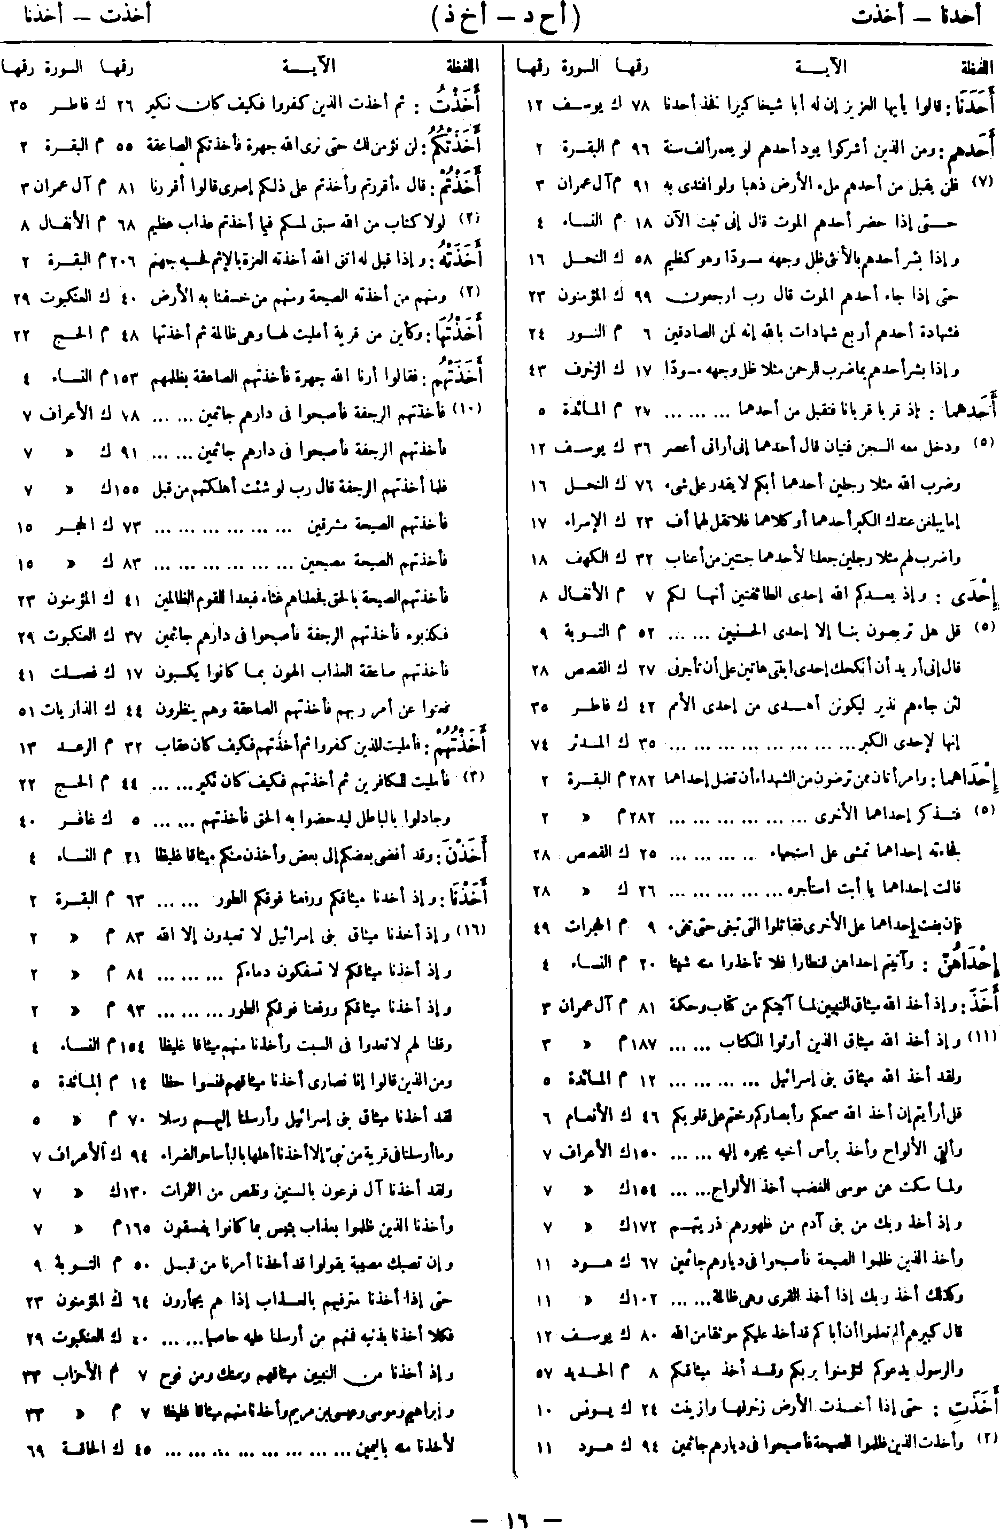 أحدنا – أخذت
(أ ح د – أ خ ذ)
أخذت – أخذنا
اللفظة الآيــة رقها السورة رقها
أَحَدَنَا: قالوا يأيها العزيز إن له أبا شيخا كبيرا فخذ أحدنا ٧٨ ك يوسف ١٢
أَحَدهم: ومن الذين أشركوا يود أحدهم لو يعمر ألف سنة ٩٦ م البقرة ٢
(٧) فلن يقبل من أحدهم ملء الأرض ذهبا ولو افتدى به ٩١ م آل عمران ٣
حتى إذا حضر أحدهم الموت قال إنى تبت الآن ١٨ م النساء ٤
وإذا بشر أحدهم بالأنثى ظل وجهه مسودا وهو كظيم ٥٨ ك النحل ١٦
حتى إذا جاء أحدهم الموت قال رب ارجعون ٩٩ ك المؤمنون ٢٣
فشهادة أحدهم أربع شهادات بالله إنه لمن الصادقين ٦ م النور ٢٤
وإذا بشر أحدهم بما ضرب للرحمن مثلا ظل وجهه مسودًا ١٧ ك الزخرف ٤٣
أَحَدهما: إذ قربا قربانا فتقبل من أحدهما ... ... ... ٢٧ م المائدة ٥
(٥) ودخل معه السجن فتيان قال أحدهما إنى أرانى أعصر ٣٦ ك يوسف ١٢
وضرب الله مثلا رجلين أحدهما أبكم لا يقدر على شىء ٧٦ ك النحل ١٦
إما يبلغن عندك الكبر أحدهما أو كلاهما فلا تقل لهما أف ٢٣ ك الإسراء ١٧
واضرب لهم مثلا رجلين جعلنا لأحدهما جنتين من أعناب ٣٢ ك الكهف ١٨
إِحْدَى: وإذ يعدكم الله إحدى الطائفتين أنها لكم ٧ م الأنفال ٨
(٥) قل هل تربصون بنا إلا إحدى الحسنيين ... ... ٥٢ م التوبة ٩
قال إنى أريد أن أنكحك إحدى ابنتى هاتين على أن تأجرنى ٢٧ ك القصص ٢٨
لئن جاءهم نذير ليكونن أهدى من إحدى الأمم ٤٢ ك فاطر ٣٥
إنها لإحدى الكبر ... ... ... ... ... ... ... ٣٥ ك المدثر ٧٤
إِحْدَاهما: وامرأتان ممن ترضون من الشهداء أن تضل إحداهما ٢٨٢م البقرة ٢
(٥) فتذكر إحداهما الأخرى ... ... ... ... ... ... ٢٨٢م » ٢
فجاءته إحداهما تمشى على استحياء ... ... ... ... ٢٥ ك القصص ٢٨
قالت إحداهما يا أبت استأجره ... ... ... ... ... ٢٦ ك » ٢٨
فإن بغت إحداهما على الأخرى فقاتلوا التى تبغى حتى تفىء ٩ م الحجرات ٤٩
إِحْدَاهُنّ: وآتيتم إحداهن قنطارا فلا تأخذوا منه شيئا ٢٠ م النساء ٤
أَخَذَ: وإذ أخذ الله ميثاق النبيين لما آتيتكم من كتاب وحكمة ٨١ م آل عمران ٣
(١١) وإذ أخذ الله ميثاق الذين أوتوا الكتاب ... ... ١٨٧م » ٣
ولقد أخذ الله ميثاق بنى إسرائيل ... ... ... ... ١٢ م المائدة ٥
قل أرأيتم إن أخذ الله سمعكم وأبصاركم وختم على قلوبكم ٤٦ ك الأنعام ٦
وألقى الألواح وأخذ برأس أخيه يجره إليه ... ... ١٥٠ك الأعراف ٧
ولما سكت عن موسى الغضب أخذ الألواح... ... ١٥٤ك » ٧
وإذ أخذ ربك من بنى آدم من ظهورهم ذريتهم ١٧٢ك » ٧
وأخذ الذين ظلموا الصيحة فأصبحوا فى ديارهم جاثمين ٦٧ ك هود ١١
وكذلك أخذ ربك إذا أخذ القرى وهى ظالمة... ... ١٠٢ك » ١١
قال كبيرهم ألم تعلموا أن أباكم قد أخذ عليكم موثقا من الله ٨٠ ك يوسف ١٢
والرسول يدعوكم لتؤمنوا بربكم وقد أخذ ميثاقكم ٨ م الحديد ٥٧
أَخَذَتِ: حتى إذا أخذت الأرض زخرفها وازينت ٢٤ ك يونس ١٠
(٢) وأخذت الذين ظلموا الصيحة فأصبحوا فى ديارهم جاثمين ٩٤ ك هود ١١
اللفظة الآيــة رقها السورة رقها
أَخَذْتُ: ثم أخذت الذين كفروا فكيف كان نكير ٢٦ ك فاطر ٣٥
أَخَذَتْكُمُ: لن نؤمن لك حتى نرى الله جهرة فأخذتكم الصاعقة ٥٥ م البقرة ٢
أَخَذْتُمْ: قال ءأقررتم وأخذتم على ذلكم إصرى قالوا أقررنا ٨١ م آل عمران ٣
(٢) لولا كتاب من الله سبق لمسكم فيما أخذتم عذاب عظيم ٦٨ م الأنفال ٨
أَخَذَتْهُ: وإذا قيل له اتق الله أخذته العزة بالإثم فحسبه جهنم ٢٠٦م البقرة ٢
(٢) ومنهم من أخذته الصيحة ومنهم من خسفنا به الأرض ٤٠ ك العنكبوت ٢٩
أَخَذْتُهَا: وكأين من قرية أمليت لها وهى ظالمة ثم أخذتها ٤٨ م الحج ٢٢
أَخَذَتْهُمُ: فقالوا أرنا الله جهرة فأخذتهم الصاعقة بظلمهم ١٥٣م النساء ٤
(١٠) فأخذتهم الرجفة فأصبحوا فى دارهم جاثمين ... ... ٧٨ ك الأعراف ٧
فأخذتهم الرجفة فأصبحوا فى دارهم جاثمين ... ... ٩١ ك » ٧
فلما أخذتهم الرجفة قال رب لو شئت أهلكتهم من قبل ١٥٥ك » ٧
فأخذتهم الصيحة مشرقين ... ... ... ... ... ... ٧٣ ك الحجر ١٥
فأخذتهم الصيحة مصبحين ... ... ... ... ... ... ٨٣ ك » ١٥
فأخذتهم الصيحة بالحق فجعلناهم غثاء فبعدا للقوم الظالمين ٤١ ك المؤمنون ٢٣
فكذبوه فأخذتهم الرجفة فأصبحوا فى دارهم جاثمين ٣٧ ك العنكبوت ٢٩
فأخذتهم صاعقة العذاب الهون بما كانوا يكسبون ١٧ ك فصلت ٤١
فعتوا عن أمر ربهم فأخذتهم الصاعقة وهم ينظرون ٤٤ ك الذاريات ٥١
أَخَذْتُهُمْ: فأمليت للذين كفروا ثم أخذتهم فكيف كان عقاب ٣٢ م الرعد ١٣
(٣) فأمليت للكافرين ثم أخذتهم فكيف كان نكير... ... ٤٤ م الحج ٢٢
وجادلوا بالباطل ليدحضوا به الحق فأخذتهم ... ... ٥ ك غافر ٤٠
أَخَذْنَ: وقد أفضى بعضكم إلى بعض وأخذن منكم ميثاقا غليظا ٢١ م النساء ٤
أَخَذْنَا: وإذ أخذنا ميثاقكم ورفعنا فوقكم الطور ... ... ٦٣ م البقرة ٢
(١٦) وإذ أخذنا ميثاق بنى إسرائيل لا تعبدون إلا الله ٨٣ م » ٢
وإذ أخذنا ميثاقكم لا تسفكون دماءكم ... ... ... ٨٤ م » ٢
وإذ أخذنا ميثاقكم ورفعنا فوقكم الطور ... ... ... ٩٣ م » ٢
وقلنا لهم لا تعدوا فى السبت وأخذنا منهم ميثاقا غليظا ١٥٤م النساء ٤
ومن الذين قالوا إنا نصارى أخذنا ميثاقهم فنسوا حظا ١٤ م المائدة ٥
لقد أخذنا ميثاق بنى إسرائيل وأرسلنا إليهم رسلا ٧٠ م » ٥
وما أرسلنا فى قرية من نبىّ إلا أخذنا أهلها بالبأساء والضراء ٩٤ ك الأعراف ٧
ولقد أخذنا آل فرعون بالسنين ونقص من الثمرات ١٣٠ك » ٧
وأخذنا الذين ظلموا بعذاب بئيس بما كانوا يفسقون ١٦٥م » ٧
وإن تصبك مصيبة يقولوا قد أخذنا أمرنا من قبل ٥٠ م التوبة ٩
حتى إذا أخذنا مترفيهم بالعذاب إذا هم يجأرون ٦٤ ك المؤمنون ٢٣
فكلا أخذنا بذنبه فمنهم من أرسلنا عليه حاصبا... ... ٤٠ ك العنكبوت ٢٩
وإذ أخذنا من النبيين ميثاقهم ومنك ومن نوح ٧ م الأحزاب ٣٣
وإبراهيم وموسى وعيسى بن مريم وأخذنا منهم ميثاقا غليظا ٧ م » ٣٣
لأخذنا منه باليمين ... ... ... ... ... ... ... ... ٤٥ ك الحاقة ٦٩
– ١٦ –